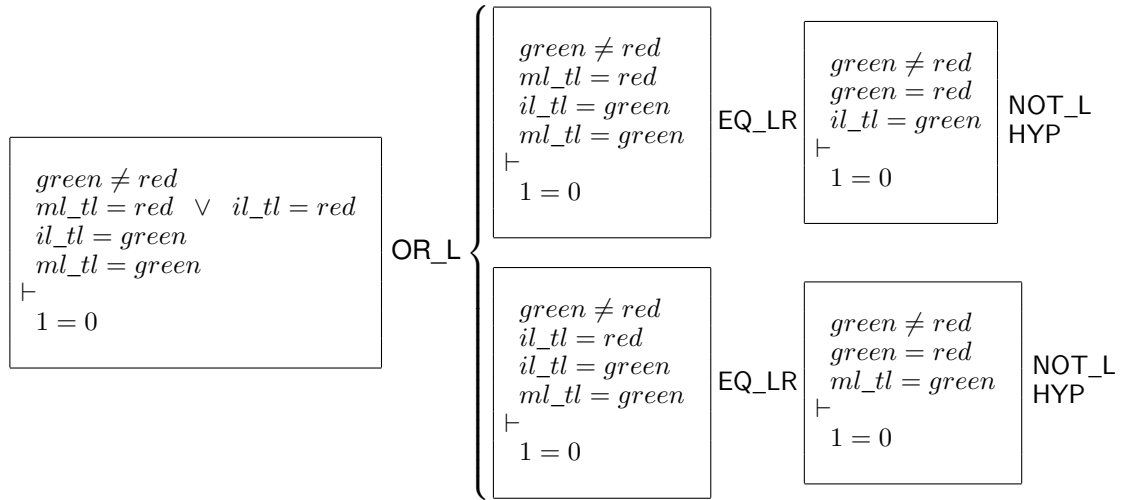 green ≠ red
ml_tl = red ∨ il_tl = red
il_tl = green
ml_tl = green
⊢
1 = 0
OR_L
green ≠ red
ml_tl = red
il_tl = green
ml_tl = green
⊢
1 = 0
EQ_LR
green ≠ red
green = red
il_tl = green
⊢
1 = 0
NOT_L
HYP
green ≠ red
il_tl = red
il_tl = green
ml_tl = green
⊢
1 = 0
EQ_LR
green ≠ red
green = red
ml_tl = green
⊢
1 = 0
NOT_L
HYP